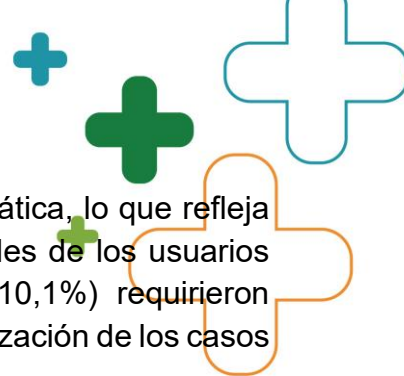 ática, lo que refleja
les de los usuarios
10,1%) requirieron
zación de los casos